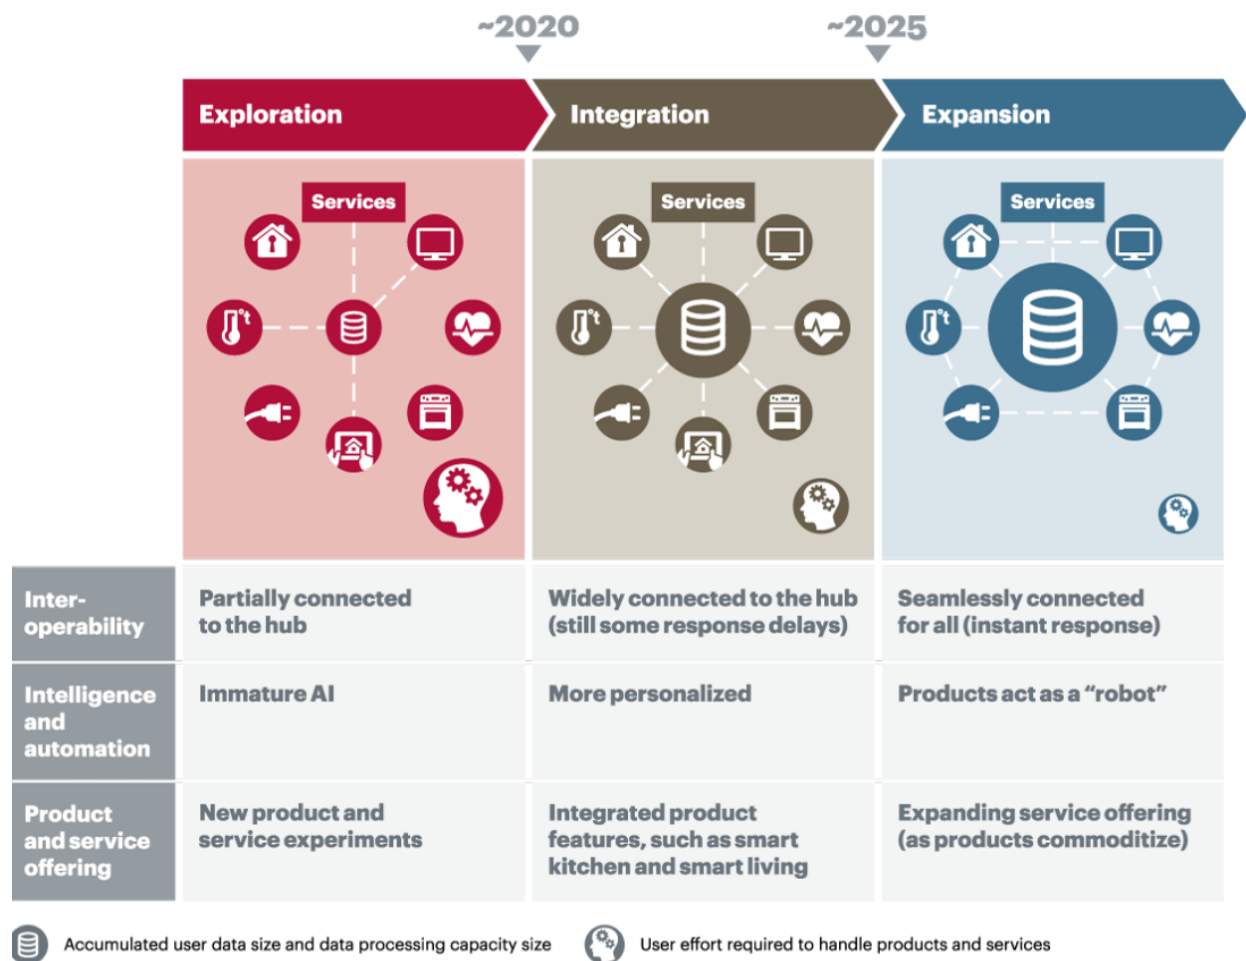 ~2020
~2025
Exploration
Integration
Expansion
Services
Services
Services
°t
°t
°t
Inter-
operability
Partially connected
to the hub
Widely connected to the hub
(still some response delays)
Seamlessly connected
for all (instant response)
Intelligence
and
automation
Immature AI
More personalized
Products act as a “robot”
Product
and service
offering
New product and
service experiments
Integrated product
features, such as smart
kitchen and smart living
Expanding service offering
(as products commoditize)
Accumulated user data size and data processing capacity size
User effort required to handle products and services